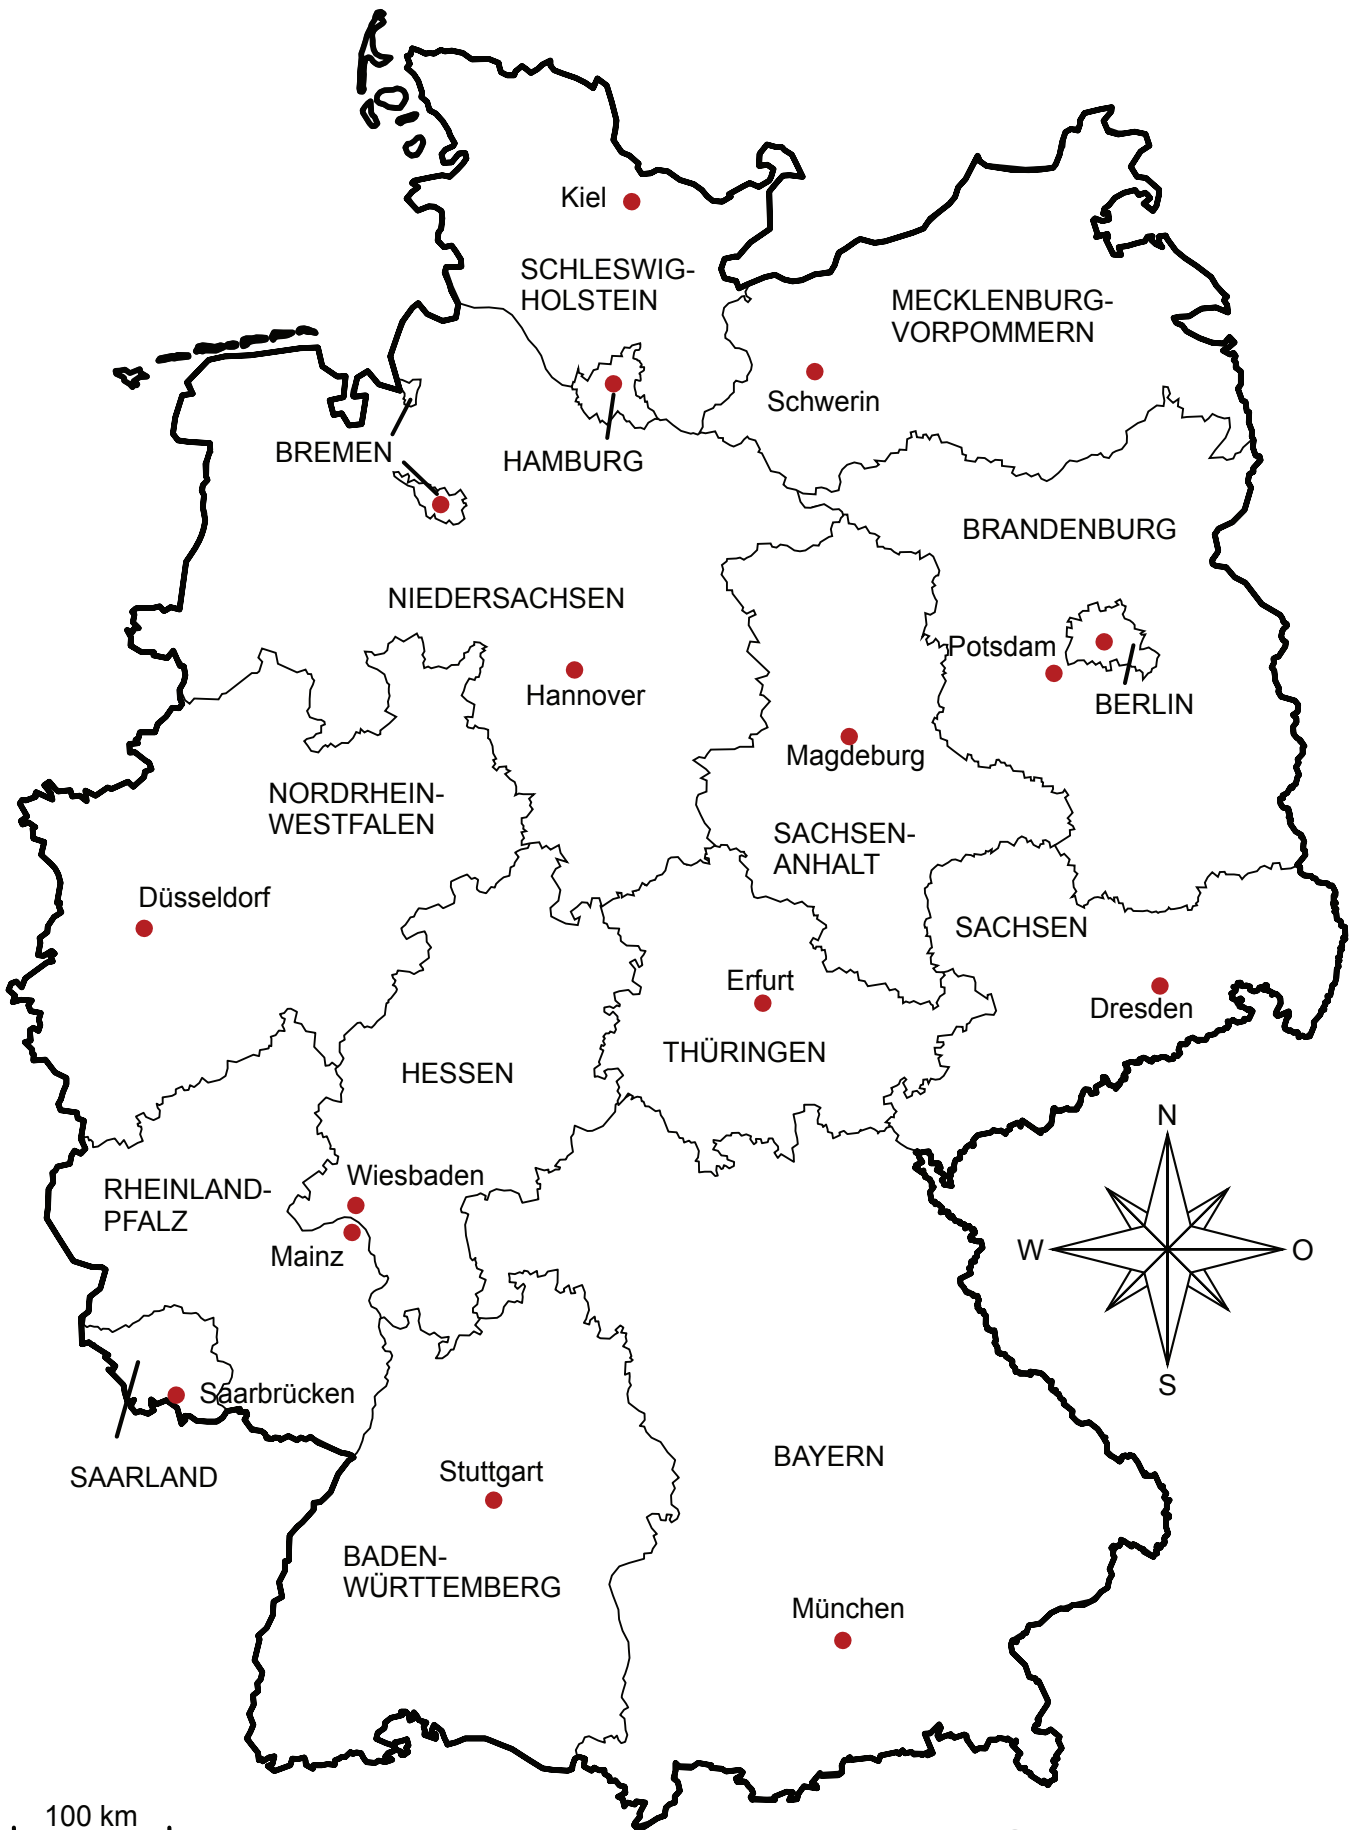 Kiel
SCHLESWIG-
HOLSTEIN
MECKLENBURG-
VORPOMMERN
Schwerin
BREMEN
HAMBURG
BRANDENBURG
NIEDERSACHSEN
Potsdam
Hannover
BERLIN
Magdeburg
NORDRHEIN-
WESTFALEN
SACHSEN-
ANHALT
Düsseldorf
SACHSEN
Erfurt
Dresden
THÜRINGEN
HESSEN
N
Wiesbaden
RHEINLAND-
PFALZ
W
O
Mainz
S
Saarbrücken
BAYERN
Stuttgart
SAARLAND
BADEN-
WÜRTTEMBERG
München
100 km